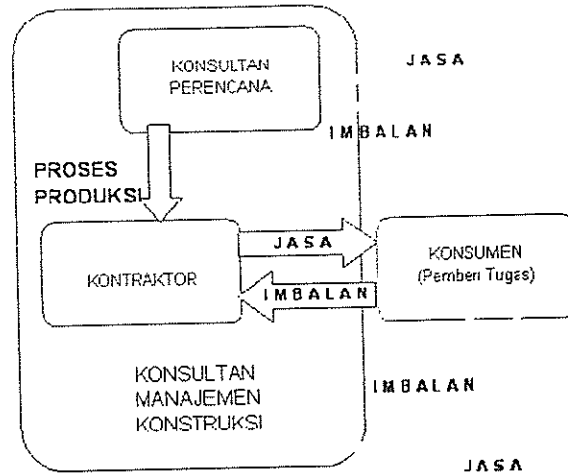 KONSULTAN
PERENCANA
JASA
IMBALAN
PROSES
PRODUKSI
JASA
KONTRAKTOR
IMBALAN
KONSUMEN
(Pemberi Tugas)
KONSULTAN
MANAJEMEN
KONSTRUKSI
IMBALAN
JASA